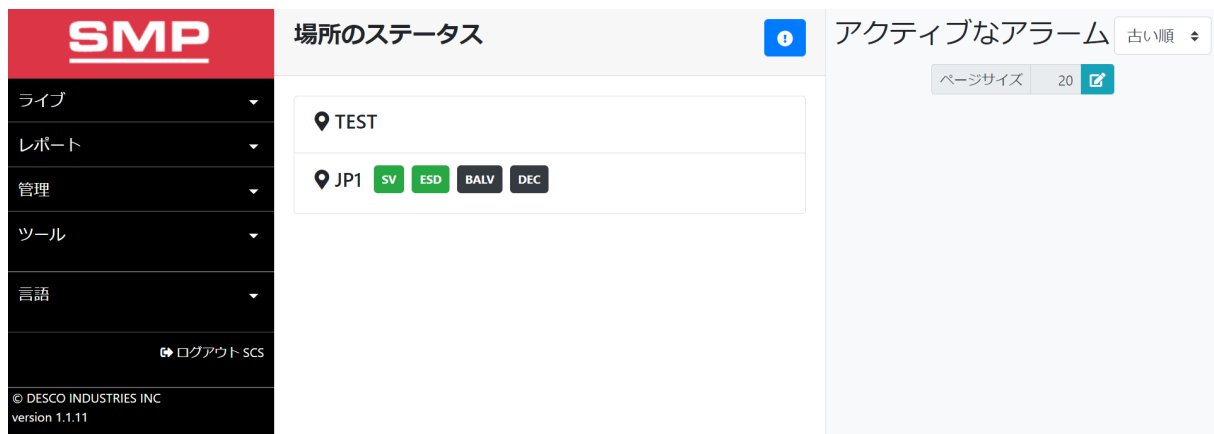 SMP
ライブ
レポート
管理
ツール
言語
ログアウト SCS
© DESCO INDUSTRIES INC
version 1.1.11
場所のステータス
TEST
JP1 SV ESD BALV DEC
アクティブなアラーム 古い順
ページサイズ 20